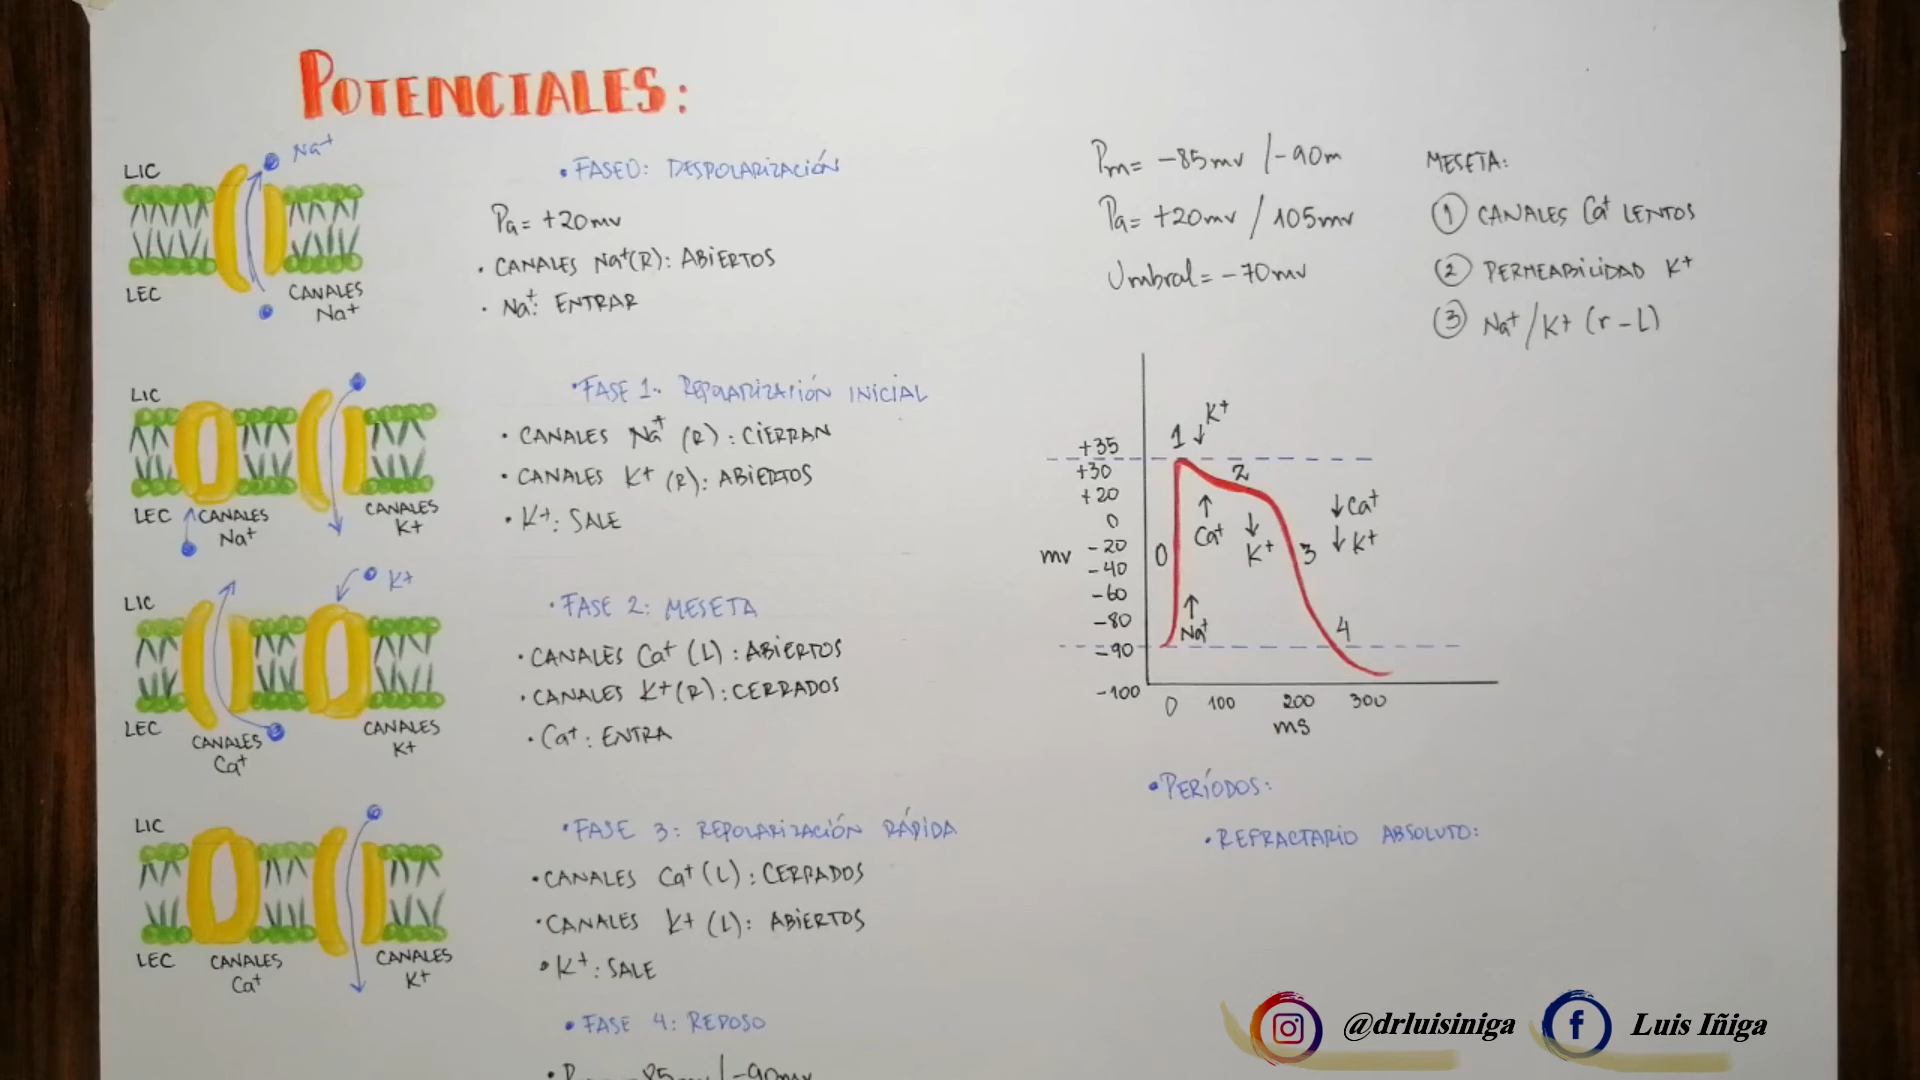 POTENCIALES:
LIC
Na+
LEC
CANALES
Na+
• FASE 0: DESPOLARIZACIÓN
Pa= +20mv
• CANALES Na+(R): ABIERTOS
• Na+: ENTRAR
LIC
LEC
CANALES
Na+
CANALES
K+
• FASE 1.. REPOLARIZACIÓN INICIAL
• CANALES Na+ (R): CIERRAN
• CANALES K+ (R): ABIERTOS
• K+: SALE
LIC
K+
LEC
CANALES
Ca+
CANALES
K+
• FASE 2: MESETA
• CANALES Ca+ (L): ABIERTOS
• CANALES K+(R): CERRADOS
• Ca+: ENTRA
LIC
LEC
CANALES
Ca+
CANALES
K+
• FASE 3: REPOLARIZACIÓN RÁPIDA
• CANALES Ca+(L): CERRADOS
• CANALES K+ (L): ABIERTOS
• K+: SALE
• FASE 4: REPOSO
Pm= -85mv /-90m
Pa= +20mv / 105mv
Umbral= -70mv
MESETA:
① CANALES Ca+ LENTOS
② PERMEABILIDAD K+
③ Na+/K+ (r-L)
1 ↓ K+
+35
+30
+20
0
-20
-40
-60
-80
-90
-100
mv
0
2
↑
Ca+
↓
K+
3
↓Ca+
↓K+
↑
Na+
4
0 100 200 300
ms
• PERÍODOS:
• REFRACTARIO ABSOLUTO:
@drluisiniga
Luis Iñiga